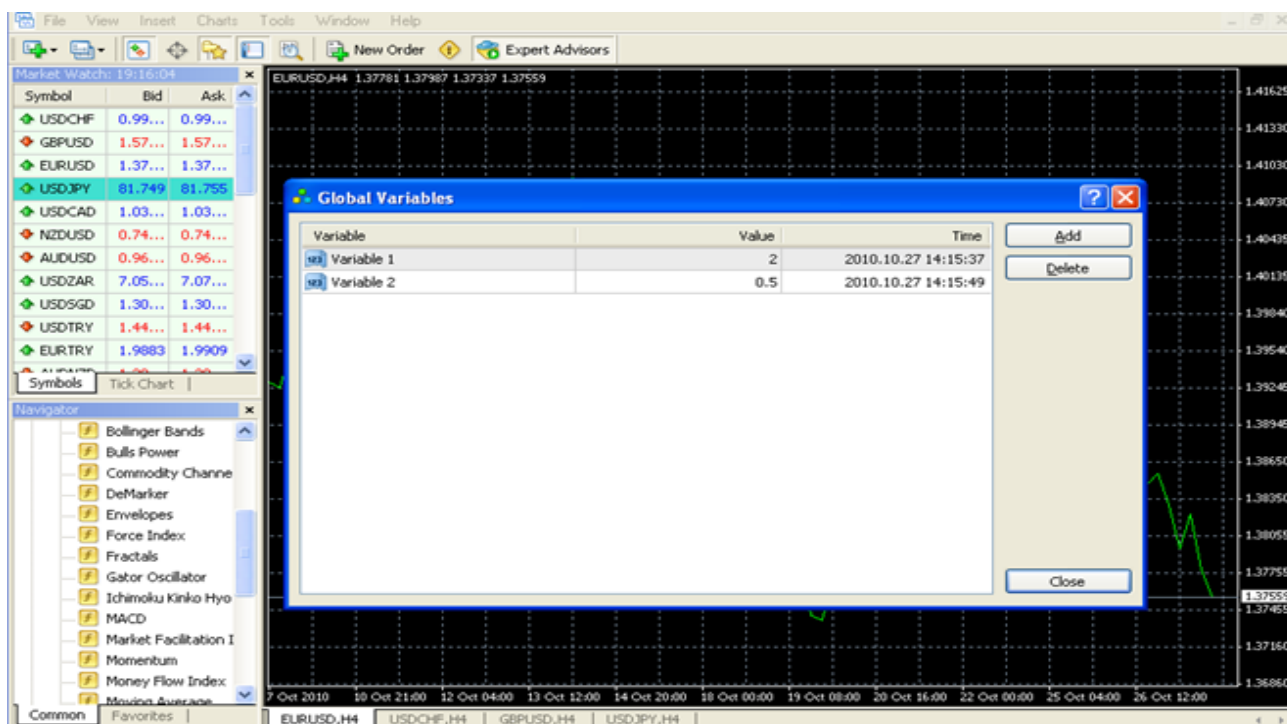 File View Insert Charts Tools Window Help
New Order Expert Advisors
Market Watch: 19:16:04
Symbol Bid Ask
USDCHF 0.99... 0.99...
GBPUSD 1.57... 1.57...
EURUSD 1.37... 1.37...
USDJPY 81.749 81.755
USDCAD 1.03... 1.03...
NZDUSD 0.74... 0.74...
AUDUSD 0.96... 0.96...
USDZAR 7.05... 7.07...
USDSGD 1.30... 1.30...
USDTRY 1.44... 1.44...
EURTRY 1.9883 1.9909
Symbols Tick Chart
Navigator
Bollinger Bands
Bulls Power
Commodity Channe
DeMarker
Envelopes
Force Index
Fractals
Gator Oscillator
Ichimoku Kinko Hyo
MACD
Market Facilitation I
Momentum
Money Flow Index
Moving Average
Common Favorites
EURUSD,H4 1.37781 1.37987 1.37337 1.37559
Global Variables
Variable Value Time
Variable 1 2 2010.10.27 14:15:37
Variable 2 0.5 2010.10.27 14:15:49
Add
Delete
Close
1.41625
1.41330
1.41030
1.40730
1.40435
1.40135
1.39840
1.39540
1.39245
1.38945
1.38650
1.38350
1.38055
1.37755
1.37559
1.37455
1.37160
1.36860
7 Oct 2010 10 Oct 21:00 12 Oct 04:00 13 Oct 12:00 14 Oct 20:00 18 Oct 00:00 19 Oct 08:00 20 Oct 16:00 22 Oct 00:00 25 Oct 04:00 26 Oct 12:00
EURUSD,H4 USDCHF,H4 GBPUSD,H4 USDJPY,H4